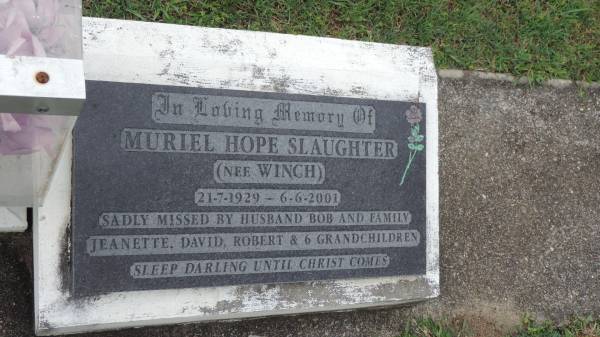 In Loving Memory Of
MURIEL HOPE SLAUGHTER
(NEE WINCH)
21-7-1929 - 6-6-2001
SADLY MISSED BY HUSBAND BOB AND FAMILY
JEANETTE, DAVID, ROBERT & 6 GRANDCHILDREN
SLEEP DARLING UNTIL CHRIST COMES